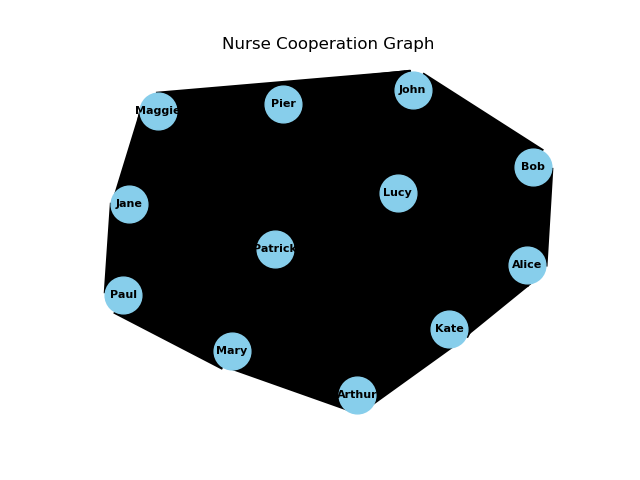 Nurse Cooperation Graph
John
Pier
Maggie
Bob
Lucy
Jane
Patrick
Alice
Paul
Kate
Mary
Arthur